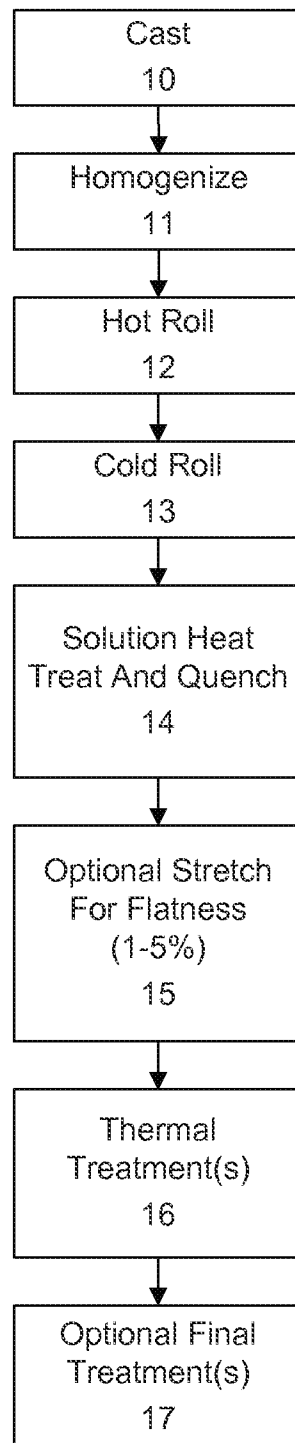 Cast
10
Homogenize
11
Hot Roll
12
Cold Roll
13
Solution Heat
Treat And Quench
14
Optional Stretch
For Flatness
(1-5%)
15
Thermal
Treatment(s)
16
Optional Final
Treatment(s)
17